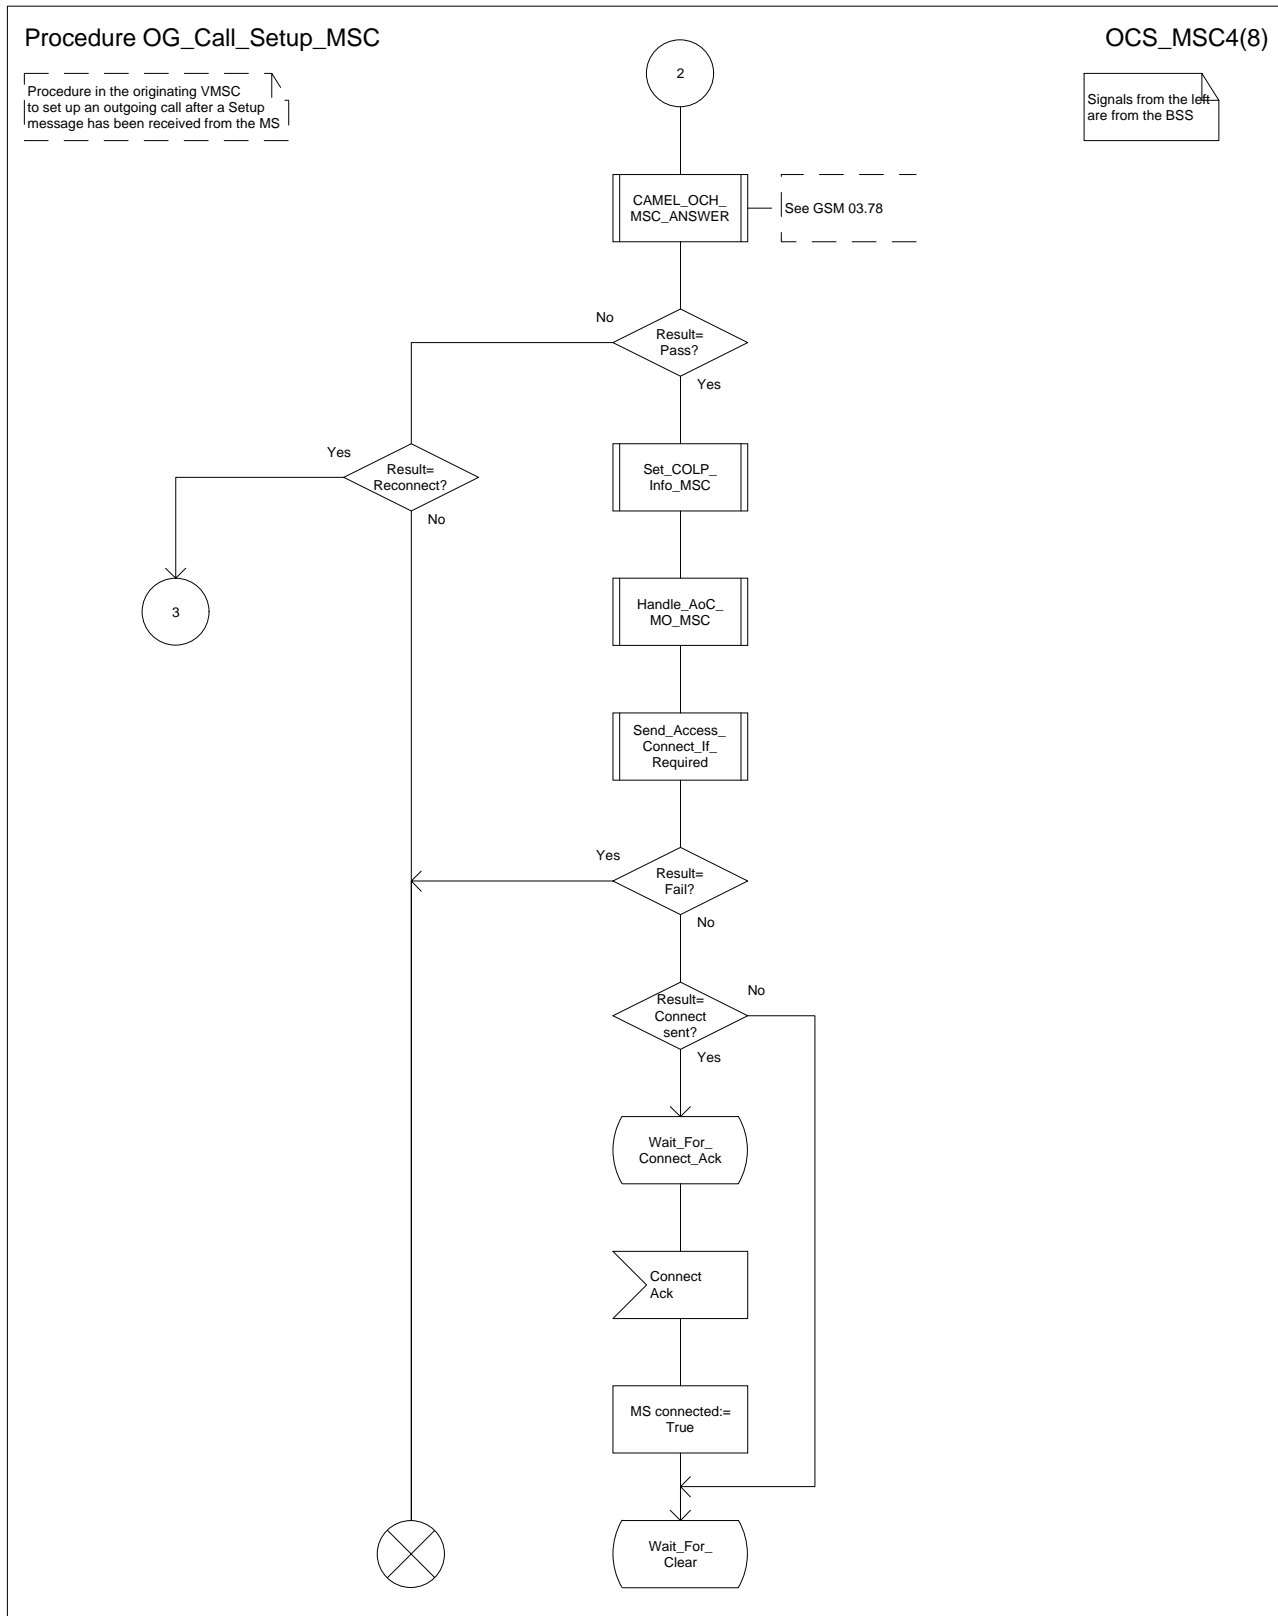 Procedure OG_Call_Setup_MSC
OCS_MSC4(8)
Procedure in the originating VMSC
to set up an outgoing call after a Setup
message has been received from the MS
2
Signals from the left
are from the BSS
CAMEL_OCH_
MSC_ANSWER
See GSM 03.78
No
Result=
Pass?
Yes
Yes
Result=
Reconnect?
No
Set_COLP_
Info_MSC
3
Handle_AoC_
MO_MSC
Send_Access_
Connect_If_
Required
Yes
Result=
Fail?
No
Result=
Connect
sent?
No
Yes
Wait_For_
Connect_Ack
Connect
Ack
MS connected:=
True
Wait_For_
Clear